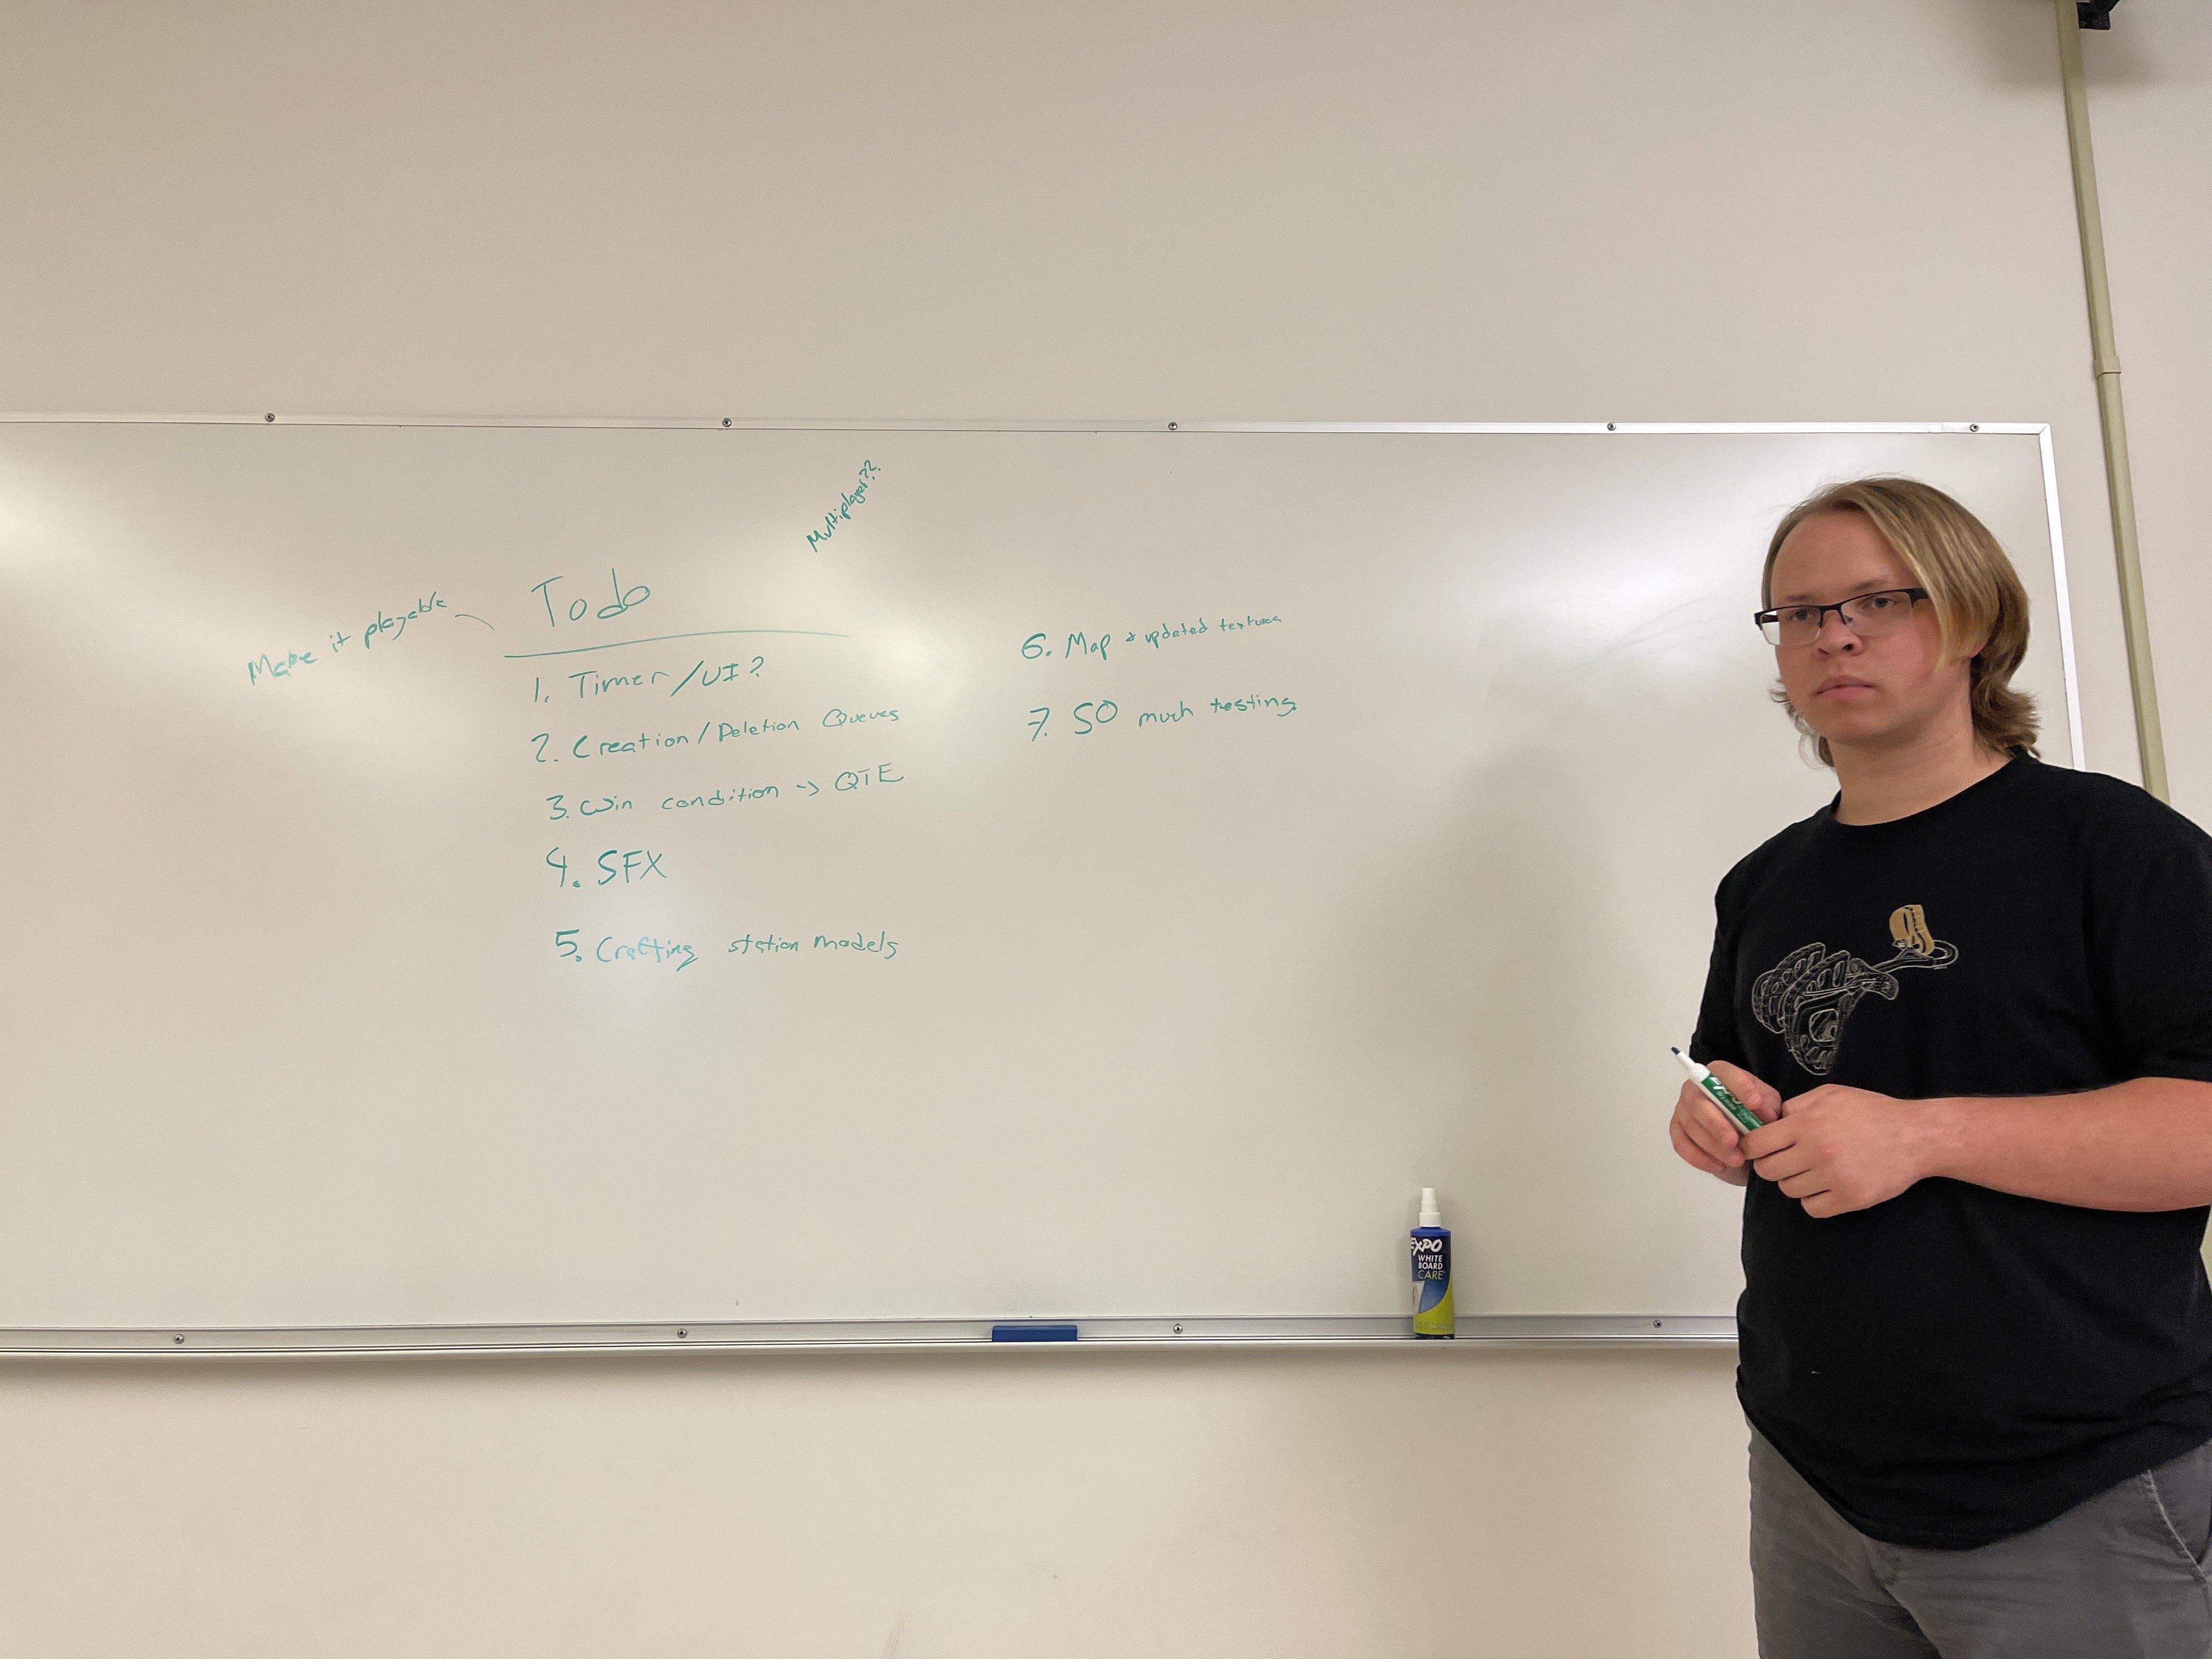 Multiplayer??
Make it playable
Todo
1. Timer/UI?
2. Creation/Deletion Queues
3. Win condition -> QTE
4. SFX
5. Crafting station models
6. Map & updated textures
7. SO much testing
EXPO
WHITE
BOARD
CARE